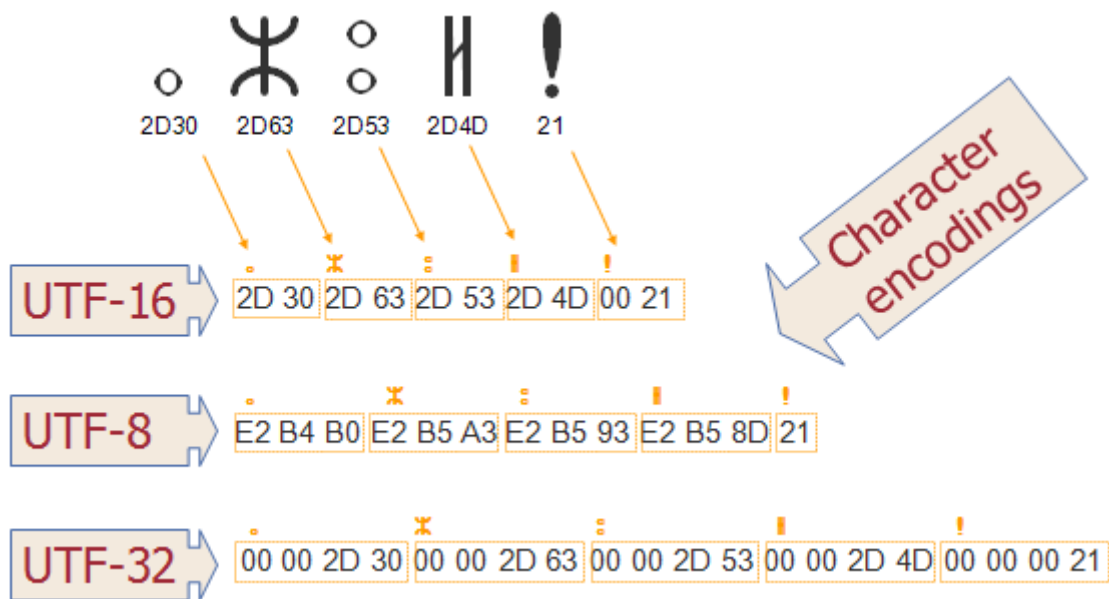 ⴰ ⵣ ⵓ ⵍ !
2D30 2D63 2D53 2D4D 21
Character
encodings
ⴰ ⵣ ⵓ ⵍ !
UTF-16 2D 30 2D 63 2D 53 2D 4D 00 21
ⴰ ⵣ ⵓ ⵍ !
UTF-8 E2 B4 B0 E2 B5 A3 E2 B5 93 E2 B5 8D 21
ⴰ ⵣ ⵓ ⵍ !
UTF-32 00 00 2D 30 00 00 2D 63 00 00 2D 53 00 00 2D 4D 00 00 00 21